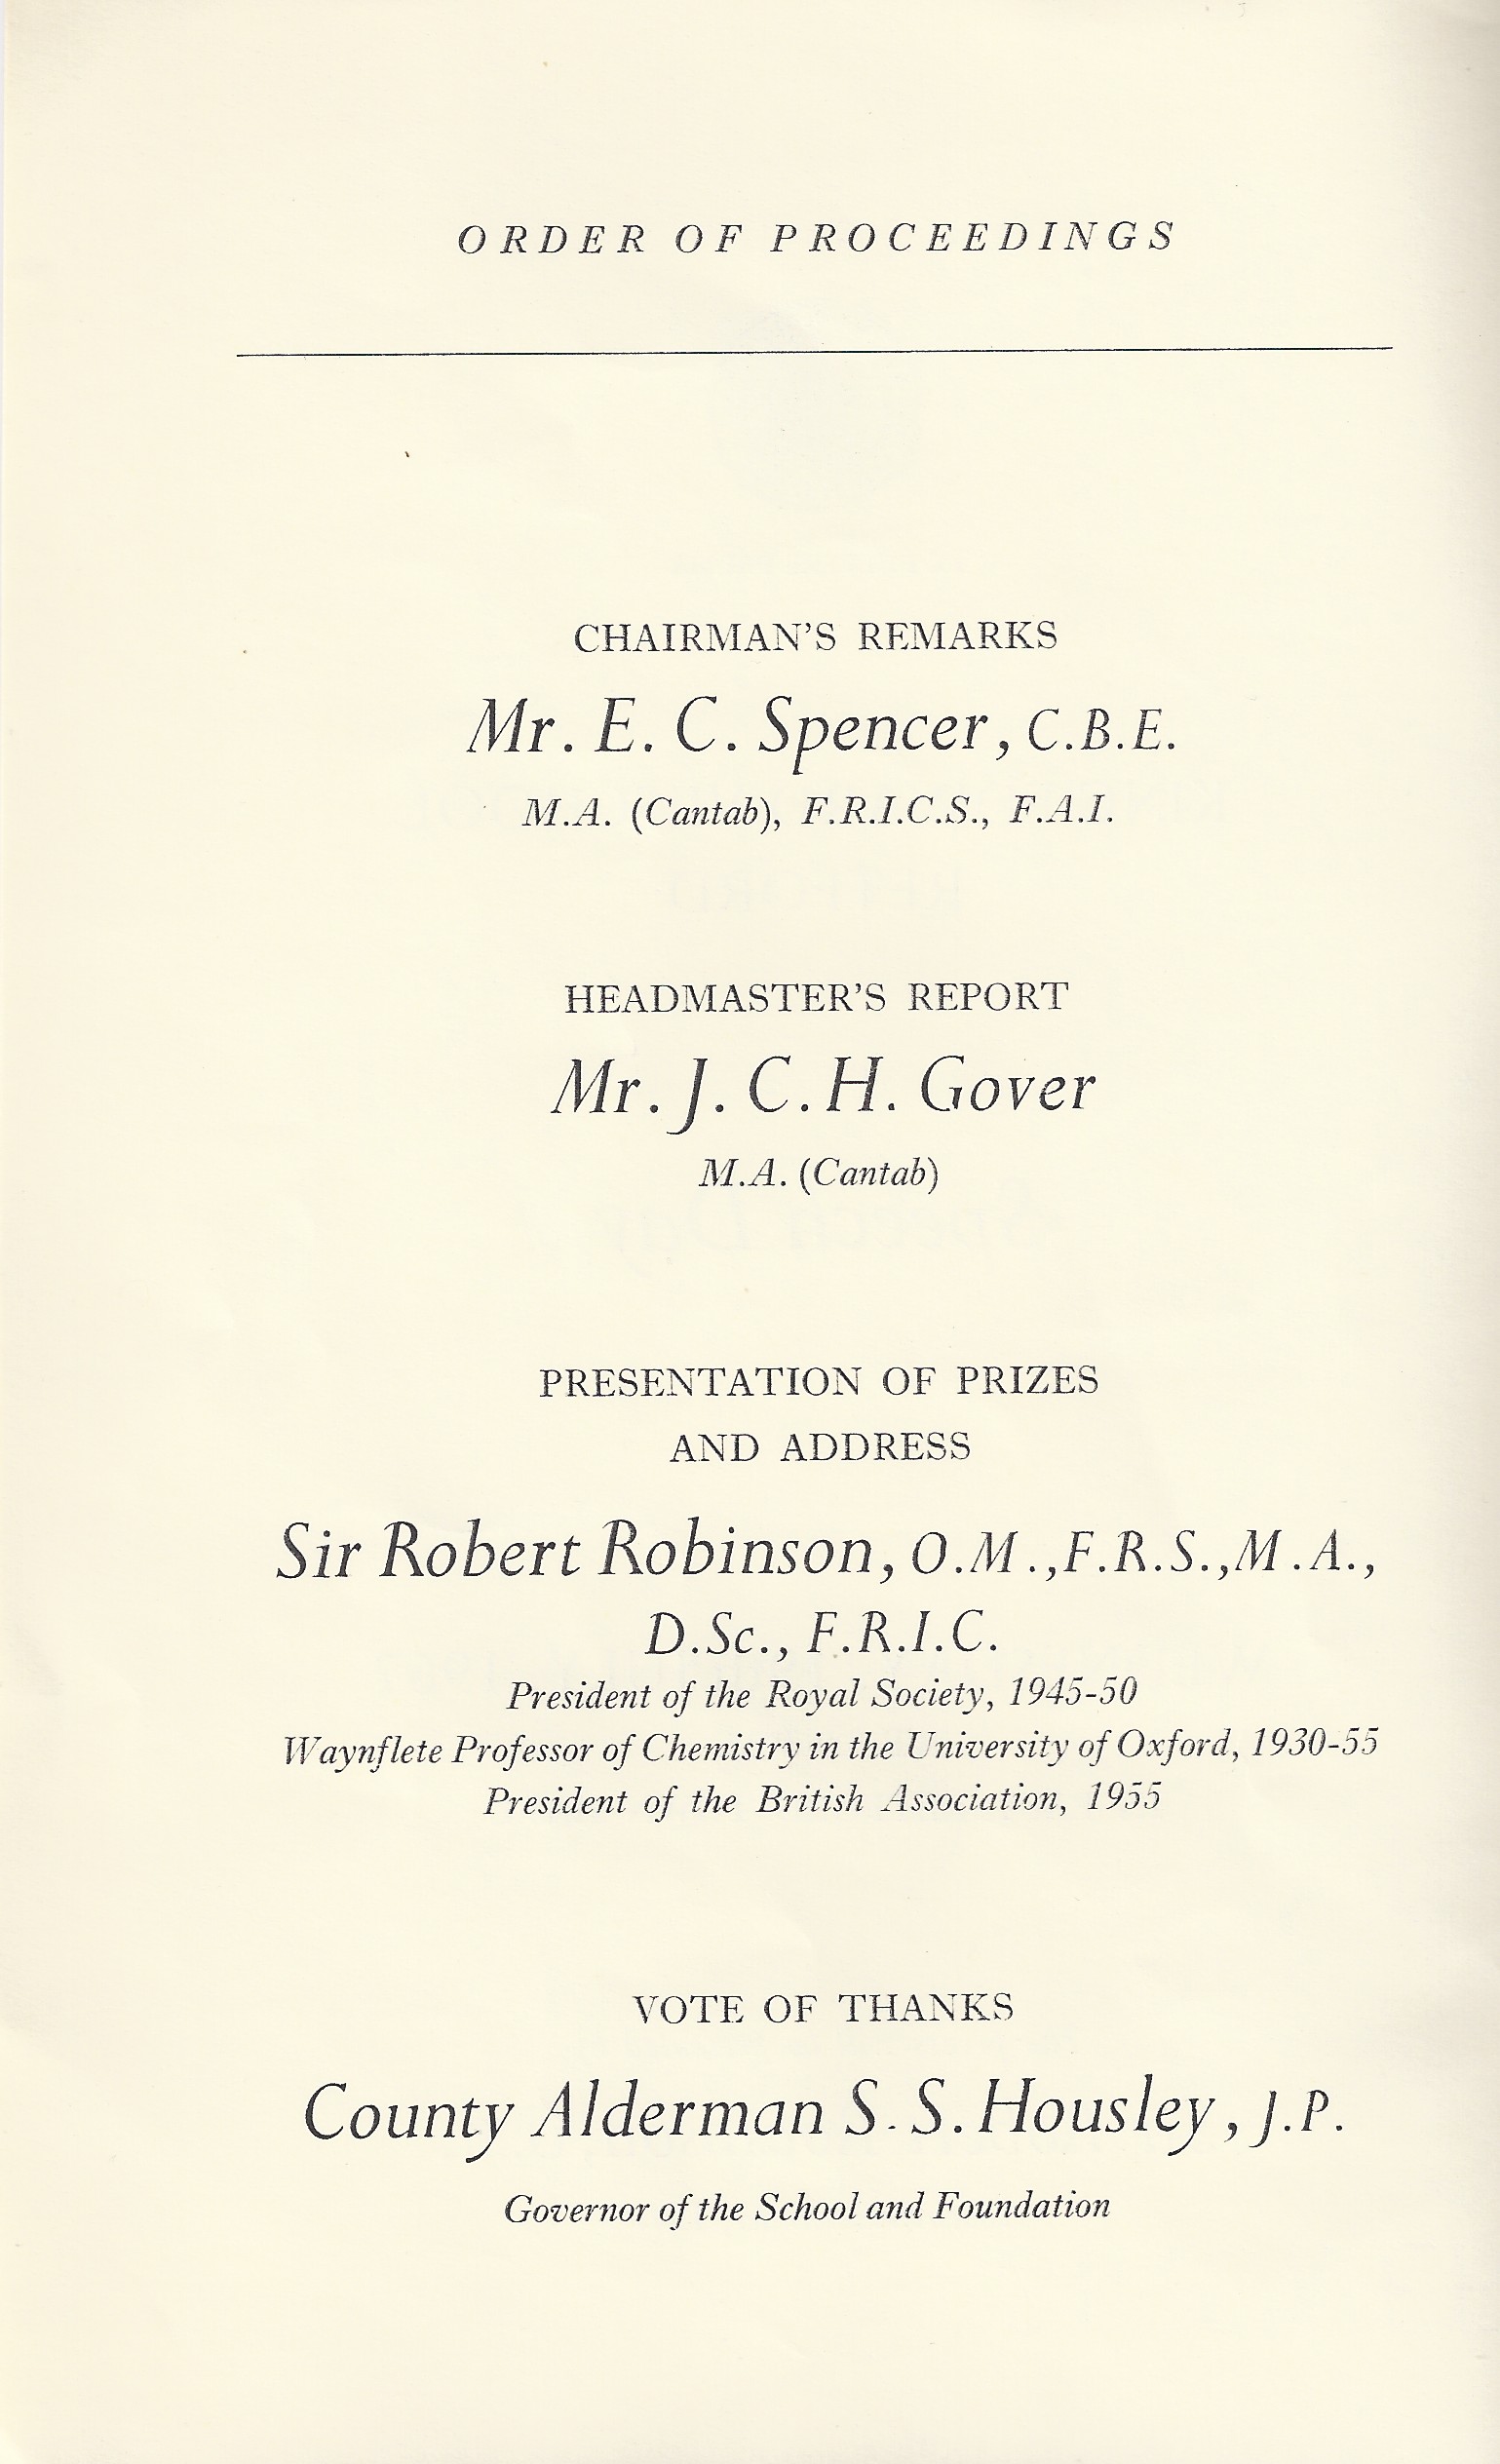 ORDER OF PROCEEDINGS
CHAIRMAN'S REMARKS
Mr. E. C. Spencer, C.B.E.
M.A. (Cantab), F.R.I.C.S., F.A.I.
HEADMASTER'S REPORT
Mr. J. C. H. Gover
M.A. (Cantab)
PRESENTATION OF PRIZES
AND ADDRESS
Sir Robert Robinson, O.M., F.R.S., M.A.,
D.Sc., F.R.I.C.
President of the Royal Society, 1945-50
Waynflete Professor of Chemistry in the University of Oxford, 1930-55
President of the British Association, 1955
VOTE OF THANKS
County Alderman S. S. Housley, J.P.
Governor of the School and Foundation